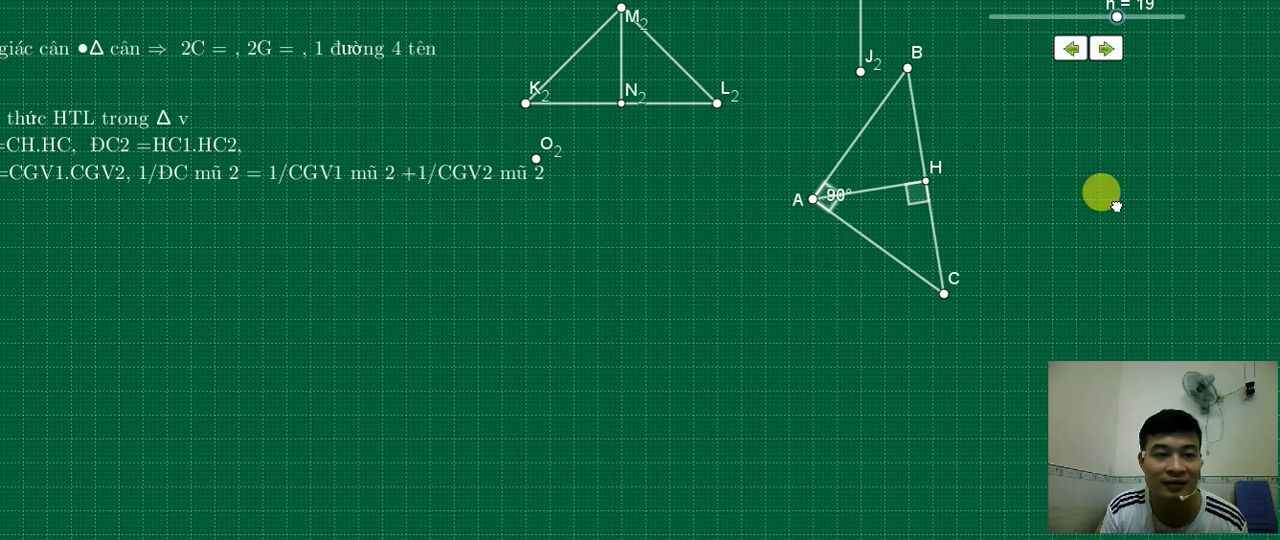 n = 19
giác cân ●Δ cân ⇒ 2C = , 2G = , 1 đường 4 tên
M₂
K₂
N₂
L₂
J₂
B
thức HTL trong Δ v
=CH.HC, ĐC2 =HC1.HC2,
O₂
=CGV1.CGV2, 1/ĐC mũ 2 = 1/CGV1 mũ 2 +1/CGV2 mũ 2
H
A
90°
C